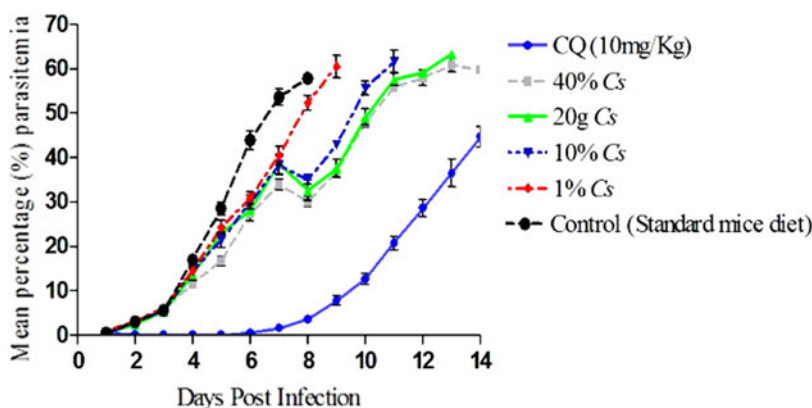 Mean percentage (%) parasitemia
70
60
50
40
30
20
10
0
0
2
4
6
8
10
12
14
Days Post Infection
CQ (10mg/Kg)
40% Cs
20g Cs
10% Cs
1% Cs
Control (Standard mice diet)